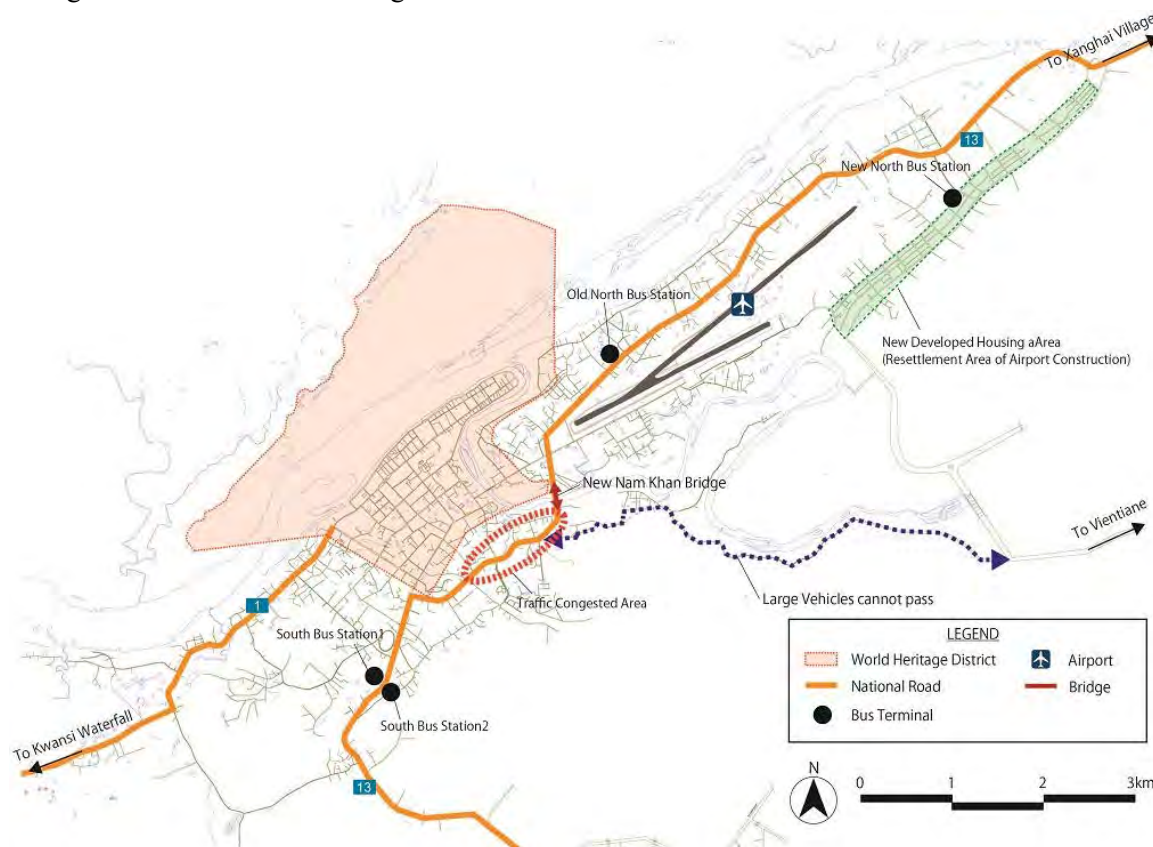 To Xanghai Village
13
New North Bus Station
Old North Bus Station
New Developed Housing aArea
(Resettlement Area of Airport Construction)
New Nam Khan Bridge
To Vientiane
Traffic Congested Area
Large Vehicles cannot pass
1
South Bus Station1
South Bus Station2
To Kwansi Waterfall
13
LEGEND
World Heritage District
Airport
National Road
Bridge
Bus Terminal
N
0 1 2 3km